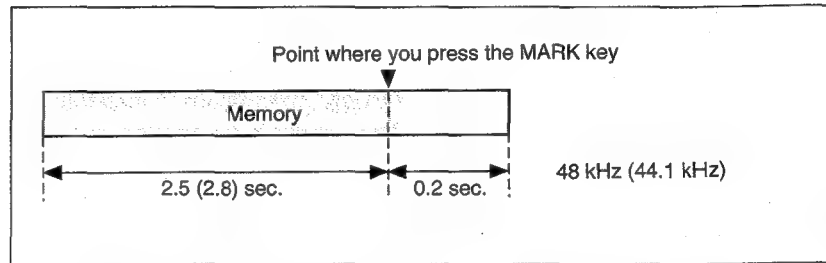 Point where you press the MARK key
Memory
2.5 (2.8) sec.
0.2 sec.
48 kHz (44.1 kHz)